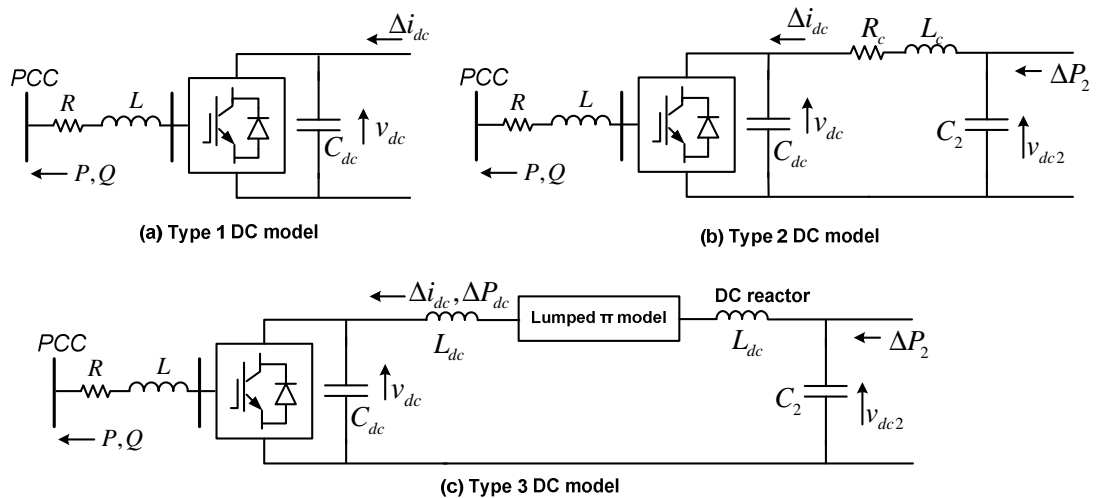 Δi_dc
PCC
R
L
v_dc
C_dc
P, Q
(a) Type 1 DC model
Δi_dc
R_c
L_c
ΔP_2
PCC
R
L
v_dc
C_dc
C_2
v_dc2
P, Q
(b) Type 2 DC model
Δi_dc, ΔP_dc
DC reactor
Lumped π model
L_dc
L_dc
ΔP_2
PCC
R
L
v_dc
C_dc
C_2
v_dc2
P, Q
(c) Type 3 DC model